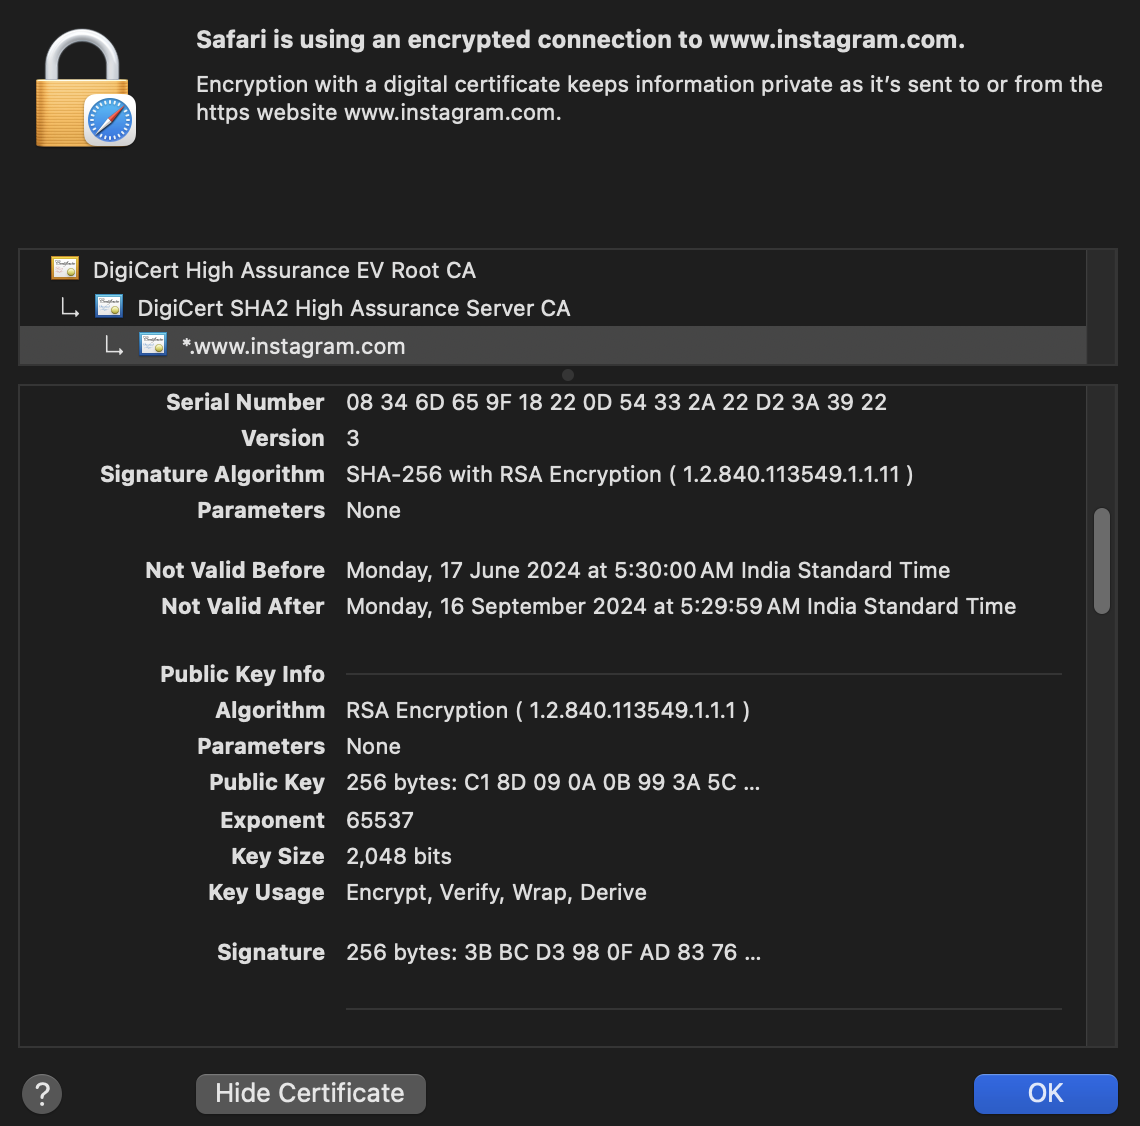 Safari is using an encrypted connection to www.instagram.com.
Encryption with a digital certificate keeps information private as it’s sent to or from the
https website www.instagram.com.
DigiCert High Assurance EV Root CA
DigiCert SHA2 High Assurance Server CA
*.www.instagram.com
Serial Number 08 34 6D 65 9F 18 22 0D 54 33 2A 22 D2 3A 39 22
Version 3
Signature Algorithm SHA-256 with RSA Encryption ( 1.2.840.113549.1.1.11 )
Parameters None
Not Valid Before Monday, 17 June 2024 at 5:30:00 AM India Standard Time
Not Valid After Monday, 16 September 2024 at 5:29:59 AM India Standard Time
Public Key Info
Algorithm RSA Encryption ( 1.2.840.113549.1.1.1 )
Parameters None
Public Key 256 bytes: C1 8D 09 0A 0B 99 3A 5C ...
Exponent 65537
Key Size 2,048 bits
Key Usage Encrypt, Verify, Wrap, Derive
Signature 256 bytes: 3B BC D3 98 0F AD 83 76 ...
? Hide Certificate OK